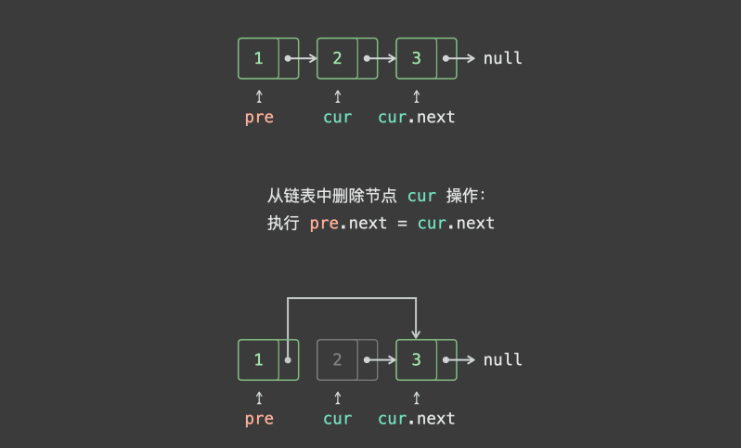 1 2 3 null
pre cur cur.next
从链表中删除节点 cur 操作：
执行 pre.next = cur.next
1 2 3 null
pre cur cur.next